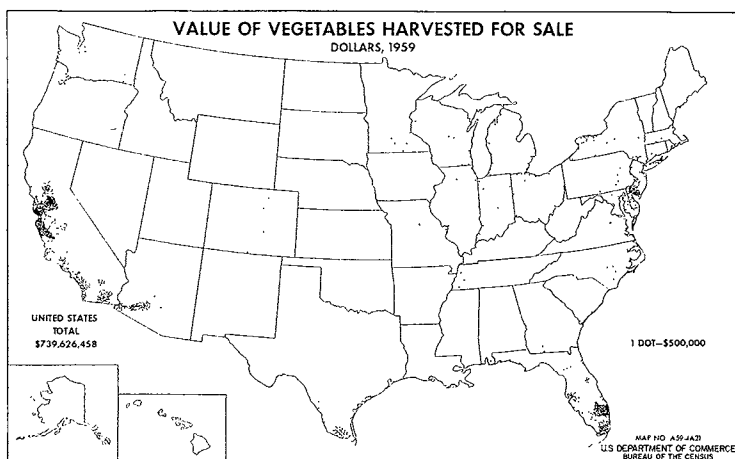 VALUE OF VEGETABLES HARVESTED FOR SALE
DOLLARS, 1959
UNITED STATES
TOTAL
$739,626,458
1 DOT—$500,000
MAP NO. A59-IA21
U.S DEPARTMENT OF COMMERCE
BUREAU OF THE CENSUS